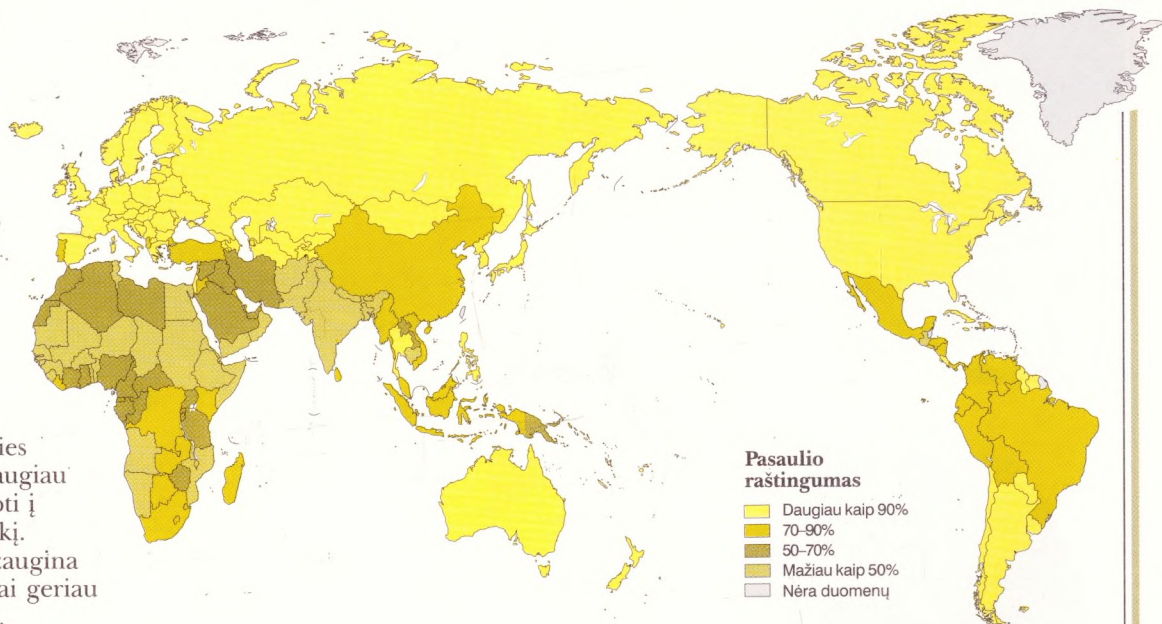 ies
augiau
oti į
kį.
zaugina
ai geriau
Pasaulio
raštingumas
Daugiau kaip 90%
70–90%
50–70%
Mažiau kaip 50%
Nėra duomenų